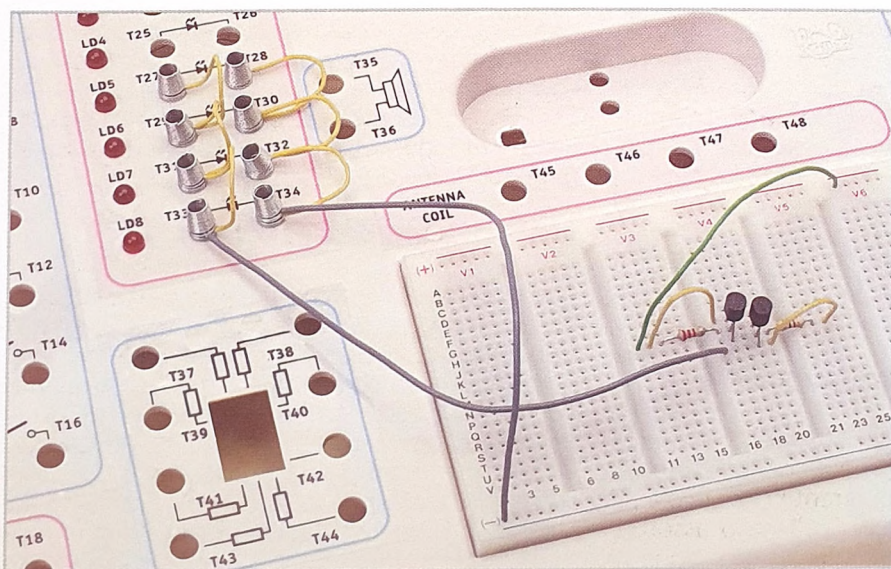 T26
LD4
T25
T28
T27
T35
LD5
T30
T29
T36
LD6
T48
T47
T32
T46
T31
T45
LD7
T10
T34
T33
ANTENNA
COIL
LD8
V6
V5
V4
V3
V2
(+)
V1
T12
A
B
C
D
E
F
G
H
J
K
L
N
P
Q
R
S
T
U
V
T14
T38
T37
T40
T16
T39
3
5
6
8
10
11
13
15
16
18
20
21
23
25
(-)
T42
T41
T44
T43
T18